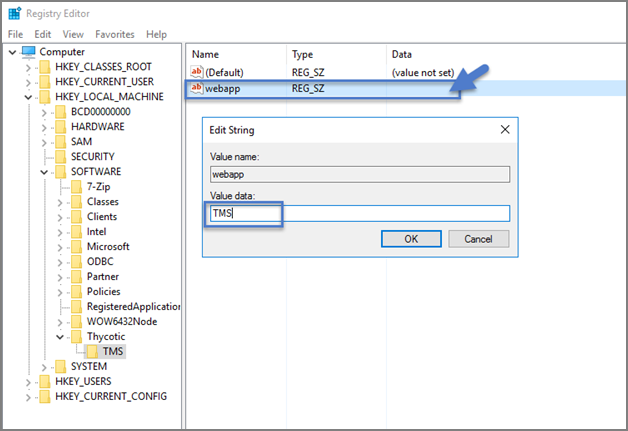 Registry Editor
File Edit View Favorites Help
Computer
HKEY_CLASSES_ROOT
HKEY_CURRENT_USER
HKEY_LOCAL_MACHINE
BCD00000000
HARDWARE
SAM
SECURITY
SOFTWARE
7-Zip
Classes
Clients
Intel
Microsoft
ODBC
Partner
Policies
RegisteredApplication
WOW6432Node
Thycotic
TMS
SYSTEM
HKEY_USERS
HKEY_CURRENT_CONFIG
Name Type Data
ab (Default) REG_SZ (value not set)
ab webapp REG_SZ
Edit String
Value name:
webapp
Value data:
TMS
OK Cancel